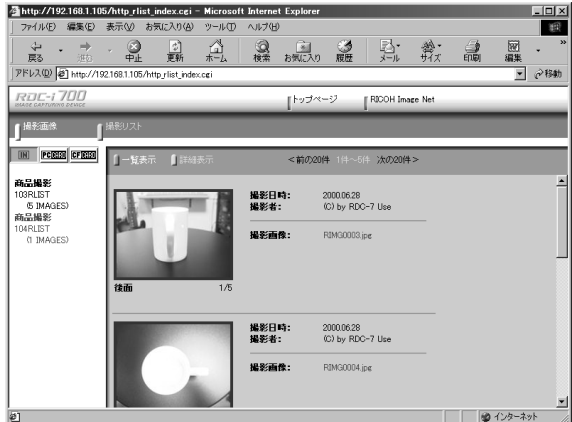 http://192.168.1.105/http_rlist_index.cgi - Microsoft Internet Explorer
ファイル(F) 編集(E) 表示(V) お気に入り(A) ツール(T) ヘルプ(H)
戻る 進む 中止 更新 ホーム 検索 お気に入り 履歴 メール サイズ 印刷 編集 »
アドレス(D) http://192.168.1.105/http_rlist_index.cgi 移動
RDC-i700
IMAGE CAPTURING DEVICE
トップページ RICOH Image Net
撮影画像 撮影リスト
IN PC CARD CF CARD
一覧表示 詳細表示 <前の20件 1件～5件 次の20件>
商品撮影
103RLIST
(5 IMAGES)
商品撮影
104RLIST
(1 IMAGES)
撮影日時: 2000.06.28
撮影者: (C) by RDC-7 Use
撮影画像: RIMG0003.jpg
後面 1/5
撮影日時: 2000.06.28
撮影者: (C) by RDC-7 Use
撮影画像: RIMG0004.jpg
インターネット